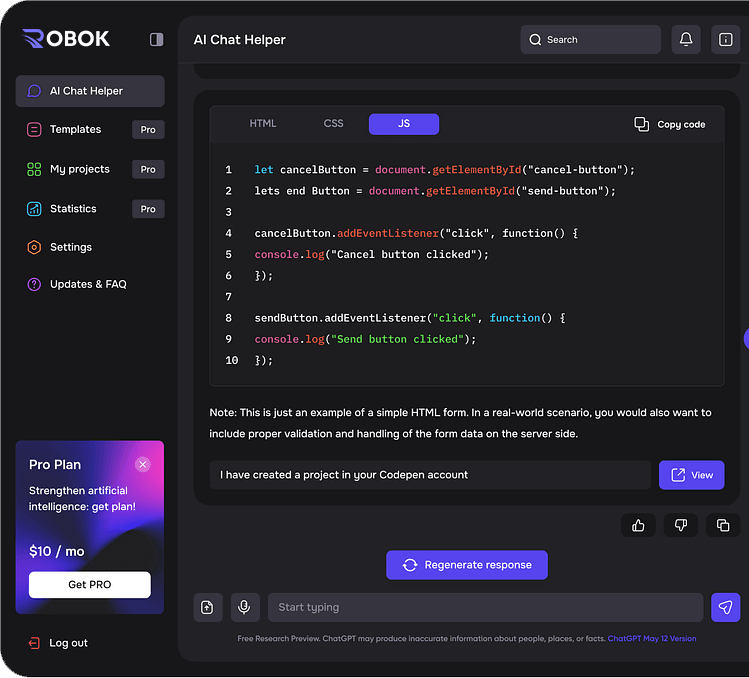 ROBOK
AI Chat Helper
Search
AI Chat Helper
Templates
Pro
My projects
Pro
Statistics
Pro
Settings
Updates & FAQ
HTML
CSS
JS
Copy code
1 let cancelButton = document.getElementById("cancel-button");
2 lets end Button = document.getElementById("send-button");
3
4 cancelButton.addEventListener("click", function() {
5 console.log("Cancel button clicked");
6 });
7
8 sendButton.addEventListener("click", function() {
9 console.log("Send button clicked");
10 });
Note: This is just an example of a simple HTML form. In a real-world scenario, you would also want to
include proper validation and handling of the form data on the server side.
I have created a project in your Codepen account
View
Regenerate response
Start typing
Free Research Preview. ChatGPT may produce inaccurate information about people, places, or facts. ChatGPT May 12 Version
Pro Plan
Strengthen artificial
intelligence: get plan!
$10 / mo
Get PRO
Log out